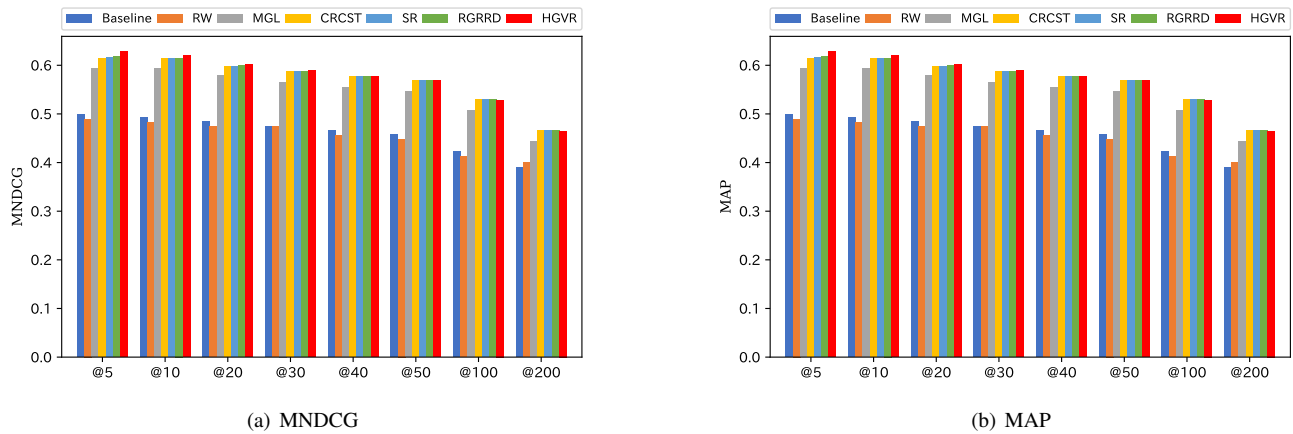 Baseline RW MGL CRCST SR RGRRD HGVR
0.6
0.5
0.4
0.3
0.2
0.1
0.0
MNDCG
@5 @10 @20 @30 @40 @50 @100 @200
(a) MNDCG
Baseline RW MGL CRCST SR RGRRD HGVR
0.6
0.5
0.4
0.3
0.2
0.1
0.0
MAP
@5 @10 @20 @30 @40 @50 @100 @200
(b) MAP